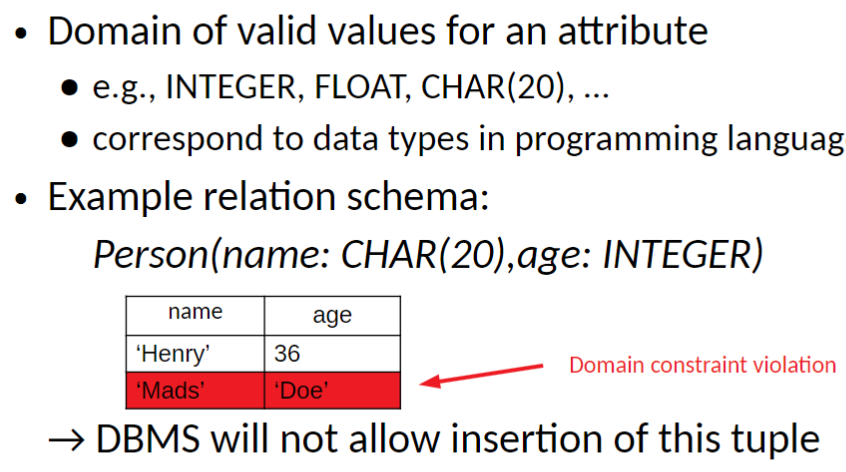 • Domain of valid values for an attribute
• e.g., INTEGER, FLOAT, CHAR(20), ...
• correspond to data types in programming languag
• Example relation schema:
Person(name: CHAR(20),age: INTEGER)
name age
‘Henry’ 36
‘Mads’ ‘Doe’
Domain constraint violation
→ DBMS will not allow insertion of this tuple